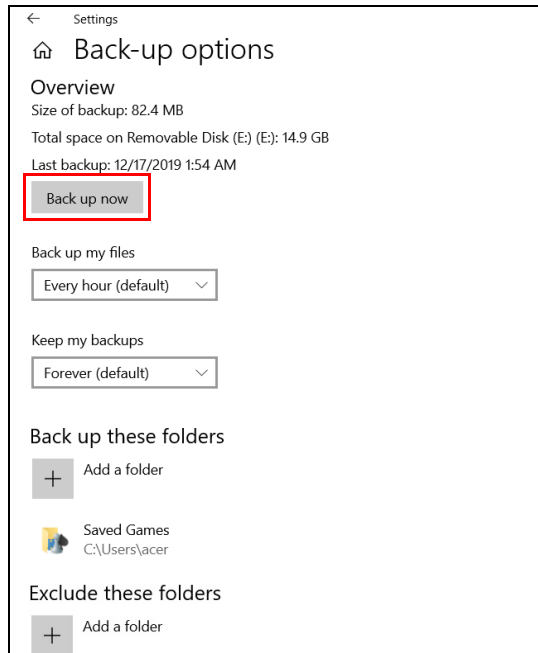 Settings
Back-up options
Overview
Size of backup: 82.4 MB
Total space on Removable Disk (E:) (E:): 14.9 GB
Last backup: 12/17/2019 1:54 AM
Back up now
Back up my files
Every hour (default)
Keep my backups
Forever (default)
Back up these folders
Add a folder
Saved Games
C:\Users\acer
Exclude these folders
Add a folder